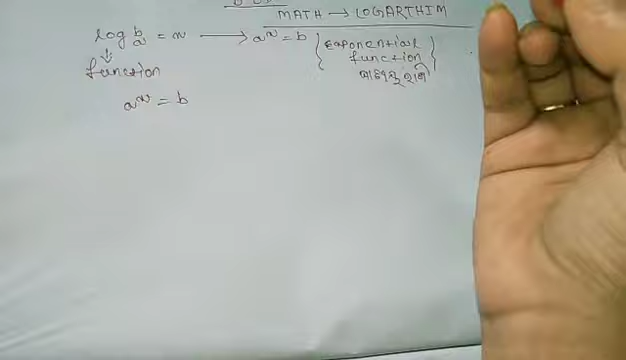 MATH → LOGARTHIM
log b a = x → a^x = b { exponential
function
↓
function
a^x = b